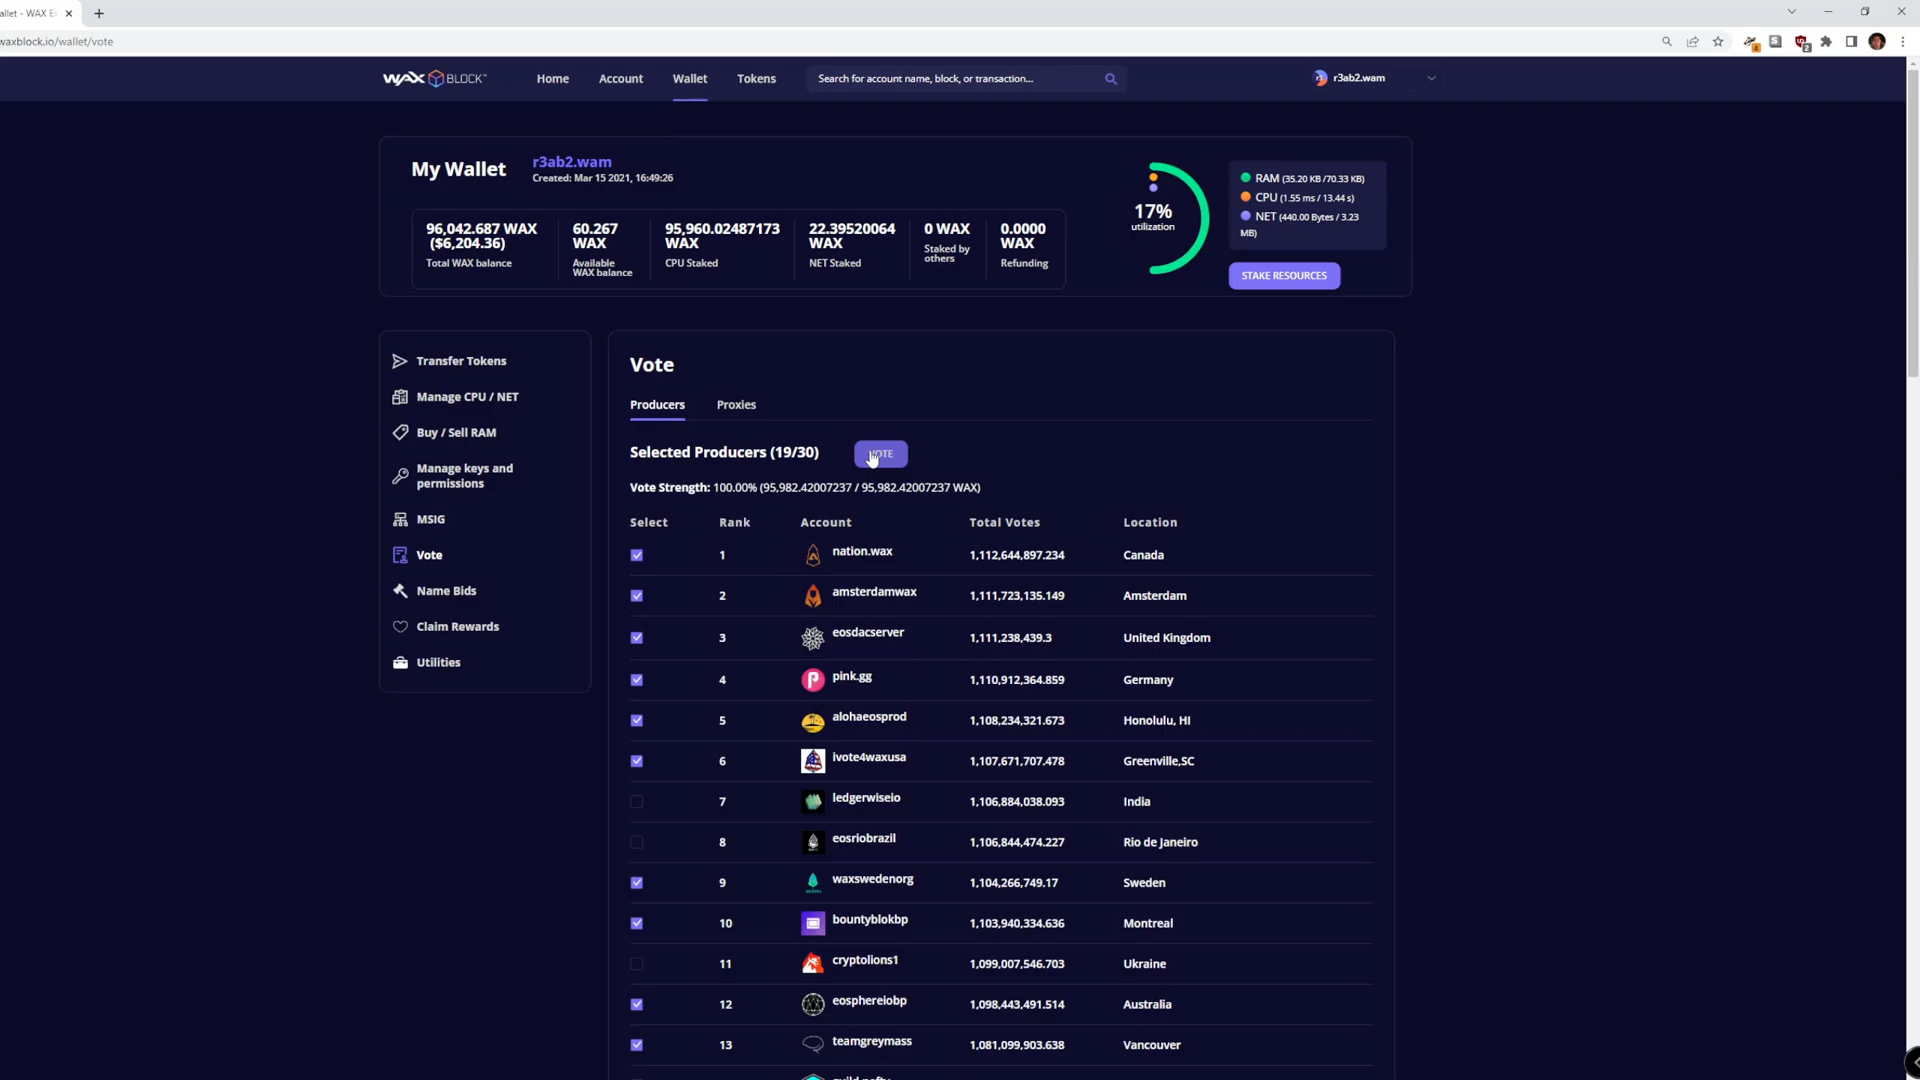 allet - WAX E
waxblock.io/wallet/vote
WAX BLOCK
Home Account Wallet Tokens Search for account name, block, or transaction... r3ab2.wam
My Wallet
r3ab2.wam
Created: Mar 15 2021, 16:49:26
96,042.687 WAX
($6,204.36)
Total WAX balance
60.267
WAX
Available
WAX balance
95,960.02487173
WAX
CPU Staked
22.39520064
WAX
NET Staked
0 WAX
Staked by
others
0.0000
WAX
Refunding
17%
utilization
RAM (35.20 KB /70.33 KB)
CPU (1.55 ms / 13.44 s)
NET (440.00 Bytes / 3.23
MB)
STAKE RESOURCES
Transfer Tokens
Manage CPU / NET
Buy / Sell RAM
Manage keys and
permissions
MSIG
Vote
Name Bids
Claim Rewards
Utilities
Vote
Producers Proxies
Selected Producers (19/30) VOTE
Vote Strength: 100.00% (95,982.42007237 / 95,982.42007237 WAX)
Select Rank Account Total Votes Location
1 nation.wax 1,112,644,897.234 Canada
2 amsterdamwax 1,111,723,135.149 Amsterdam
3 eosdacserver 1,111,238,439.3 United Kingdom
4 pink.gg 1,110,912,364.859 Germany
5 alohaeosprod 1,108,234,321.673 Honolulu, HI
6 ivote4waxusa 1,107,671,707.478 Greenville,SC
7 ledgerwiseio 1,106,884,038.093 India
8 eosriobrazil 1,106,844,474.227 Rio de Janeiro
9 waxswedenorg 1,104,266,749.17 Sweden
10 bountyblokbp 1,103,940,334.636 Montreal
11 cryptolions1 1,099,007,546.703 Ukraine
12 eosphereiobp 1,098,443,491.514 Australia
13 teamgreymass 1,081,099,903.638 Vancouver